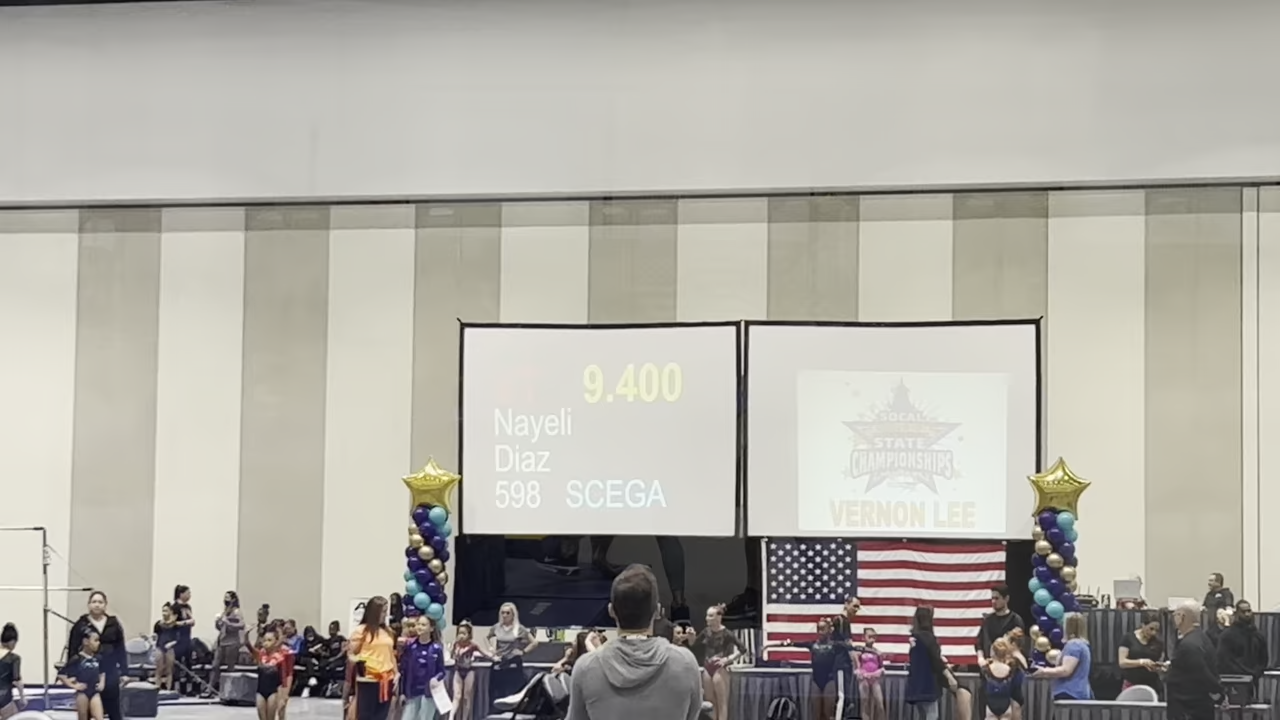 9.400
Nayeli
Diaz
598 SCEGA
SOCAL
STATE
CHAMPIONSHIPS
VERNON LEE